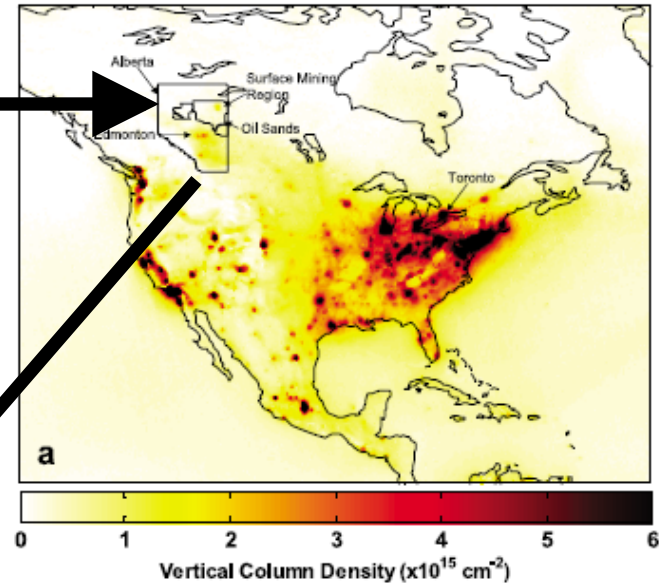 Alberta
Surface Mining
Region
Edmonton
Oil Sands
Toronto
a
0 1 2 3 4 5 6
Vertical Column Density (x10¹⁵ cm⁻²)